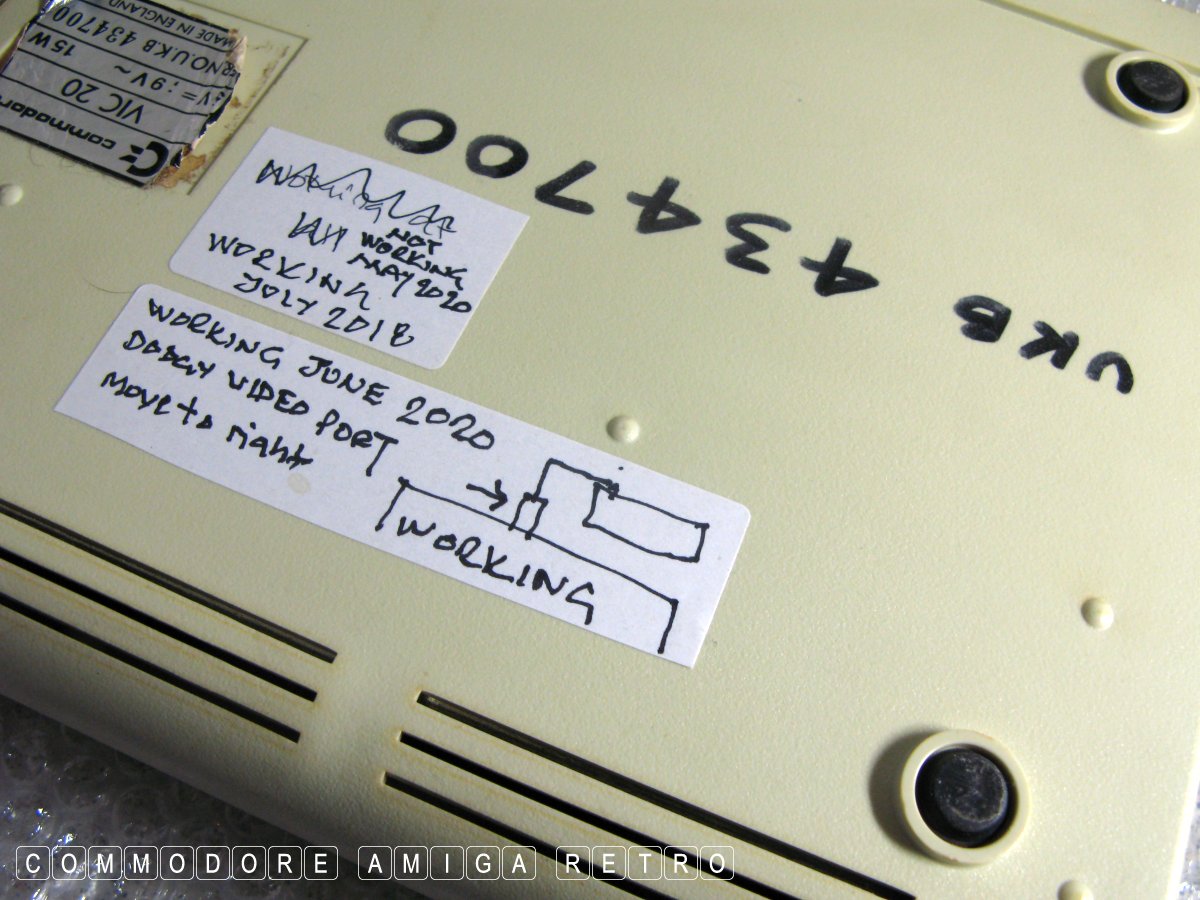 commodore
VIC 20
V=: 9V~ 15W
R.NO.UKB 434700
MADE IN ENGLAND
UKB 434700
NOT
WORKING
MAY 2020
WORKING
JULY 2018
WORKING JUNE 2020
DODGY VIDEO PORT
Move to right
WORKING
COMMODORE AMIGA RETRO